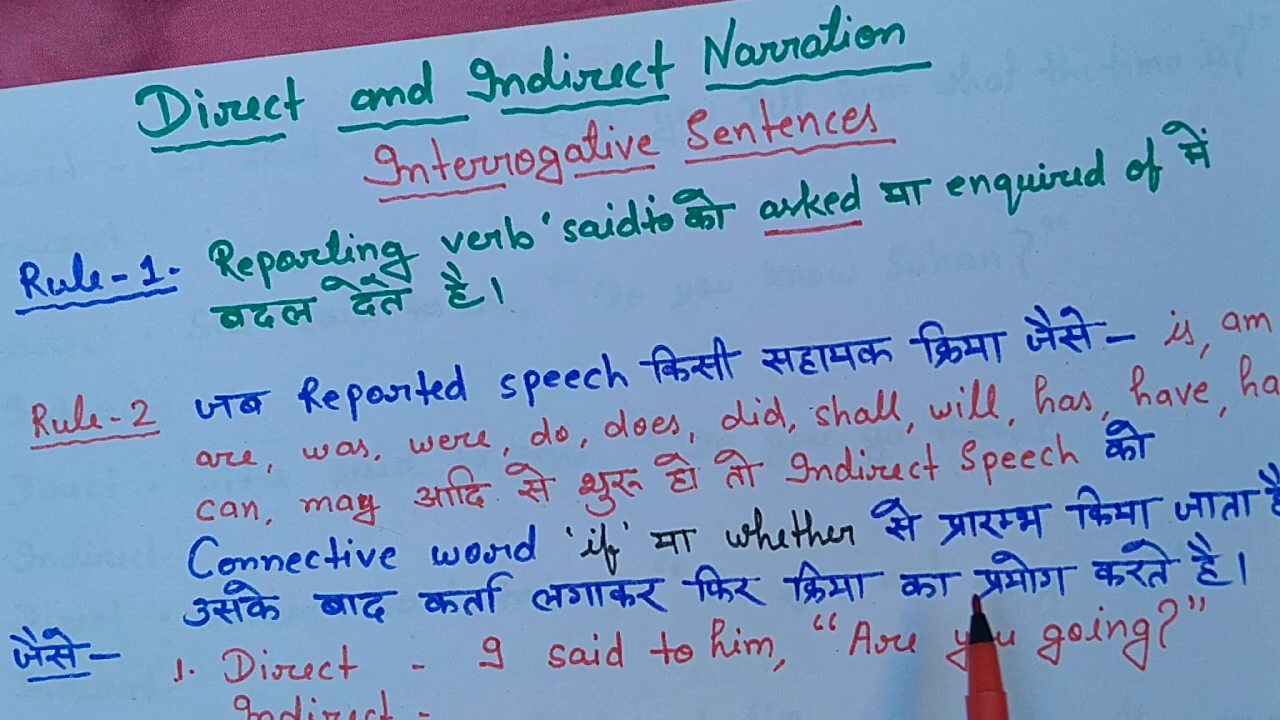 Direct and Indirect Narration
Interrogative Sentences
Rule-1. Reporting verb 'said to को asked या enquired of में
बदल देते है।
Rule-2 जब Reported speech किसी सहायक क्रिया जैसे- is, am
are, was, were, do, does, did, shall, will, has, have, ha
can, may आदि से शुरू हो तो Indirect Speech को
Connective word 'if' या whether से प्रारम्भ किया जाता है
उसके बाद कर्ता लगाकर फिर क्रिया का प्रयोग करते है।
जैसे- 1. Direct - I said to him, "Are you going?"
Indirect -